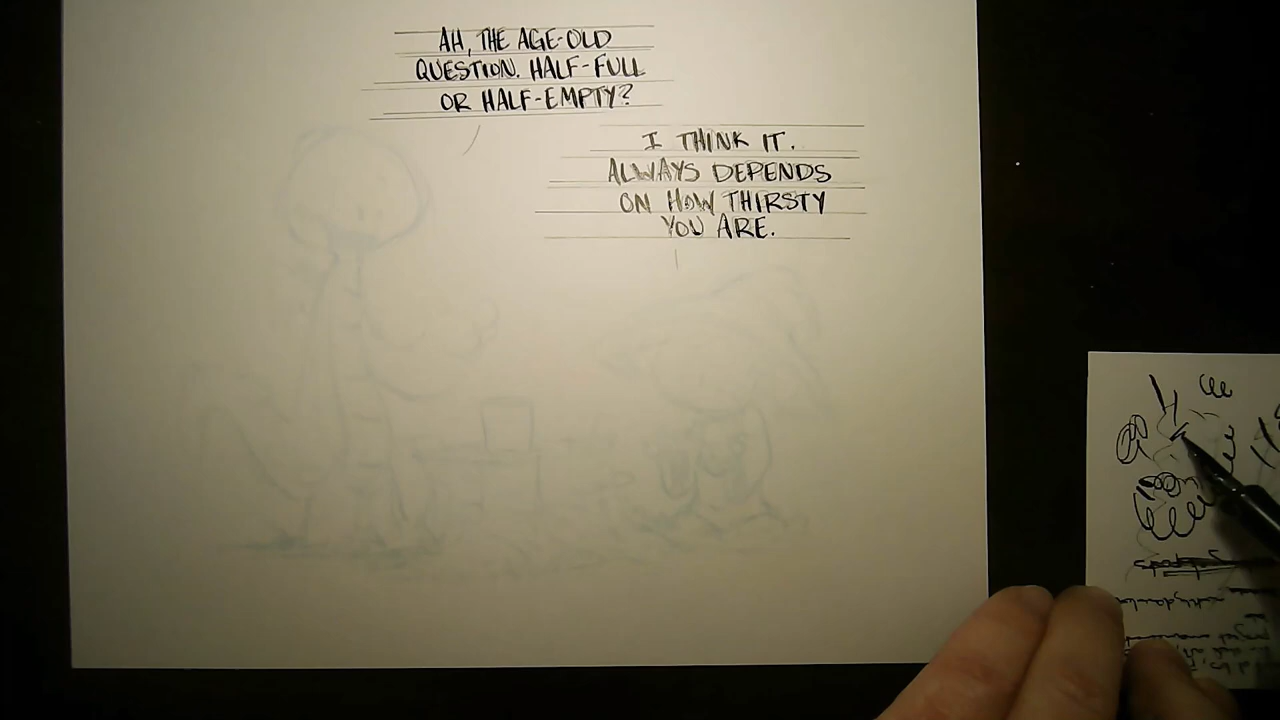 AH, THE AGE-OLD
QUESTION. HALF-FULL
OR HALF-EMPTY?
I THINK IT.
ALWAYS DEPENDS
ON HOW THIRSTY
YOU ARE.